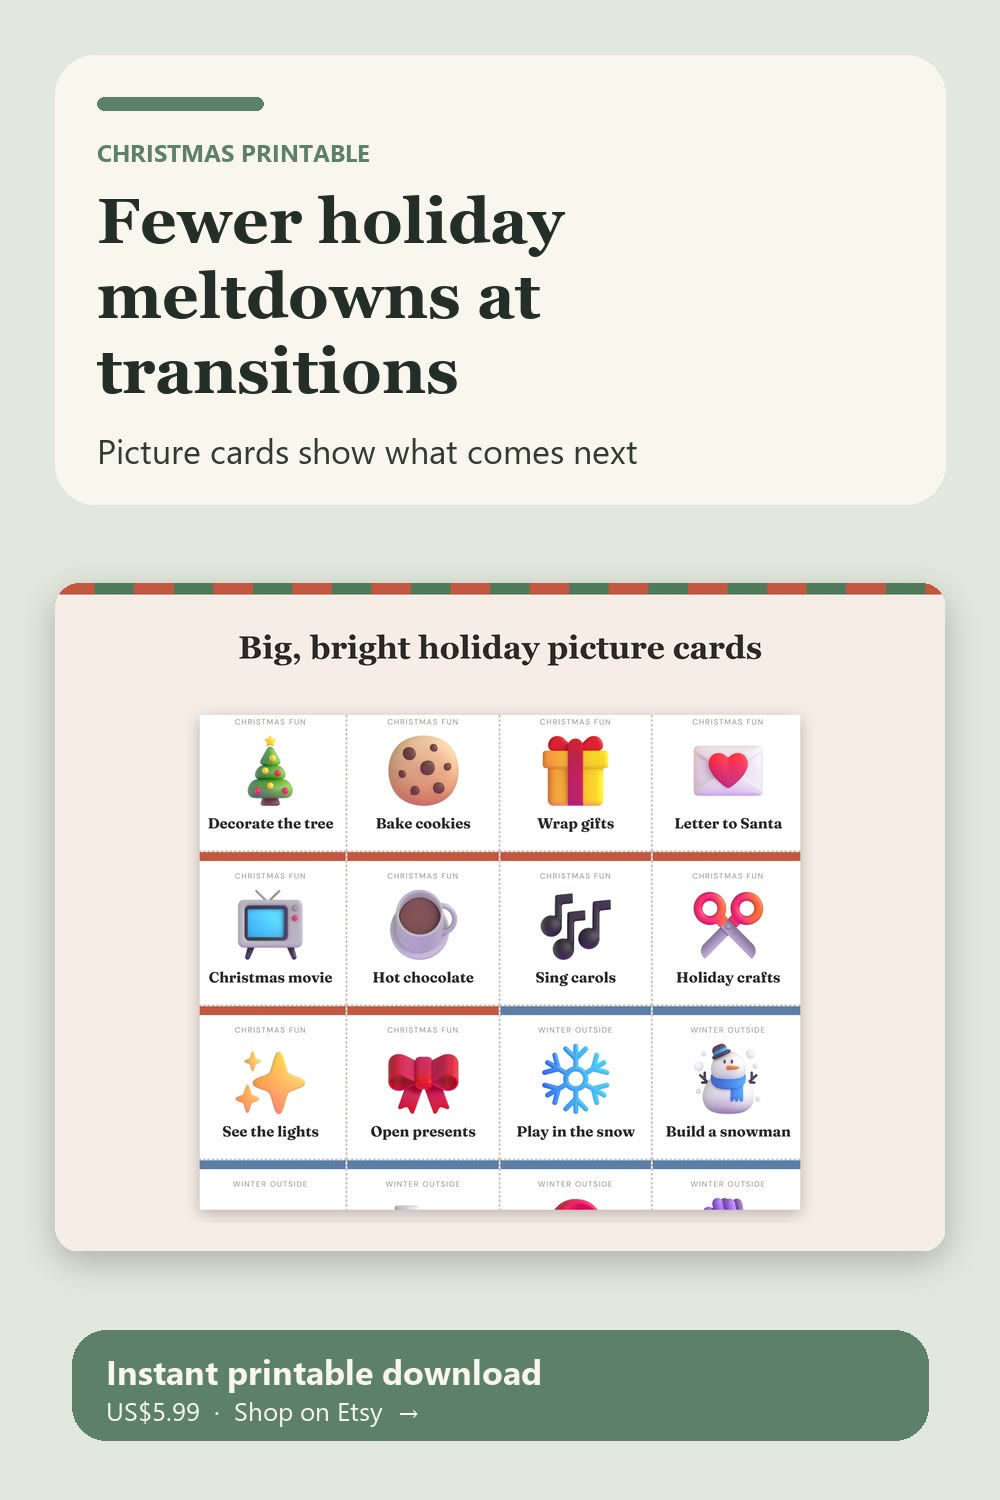 CHRISTMAS PRINTABLE
Fewer holiday
meltdowns at
transitions
Picture cards show what comes next
Big, bright holiday picture cards
CHRISTMAS FUN CHRISTMAS FUN CHRISTMAS FUN CHRISTMAS FUN
Decorate the tree Bake cookies Wrap gifts Letter to Santa
CHRISTMAS FUN CHRISTMAS FUN CHRISTMAS FUN CHRISTMAS FUN
Christmas movie Hot chocolate Sing carols Holiday crafts
CHRISTMAS FUN CHRISTMAS FUN WINTER OUTSIDE WINTER OUTSIDE
See the lights Open presents Play in the snow Build a snowman
WINTER OUTSIDE WINTER OUTSIDE WINTER OUTSIDE WINTER OUTSIDE
Instant printable download
US$5.99 · Shop on Etsy →